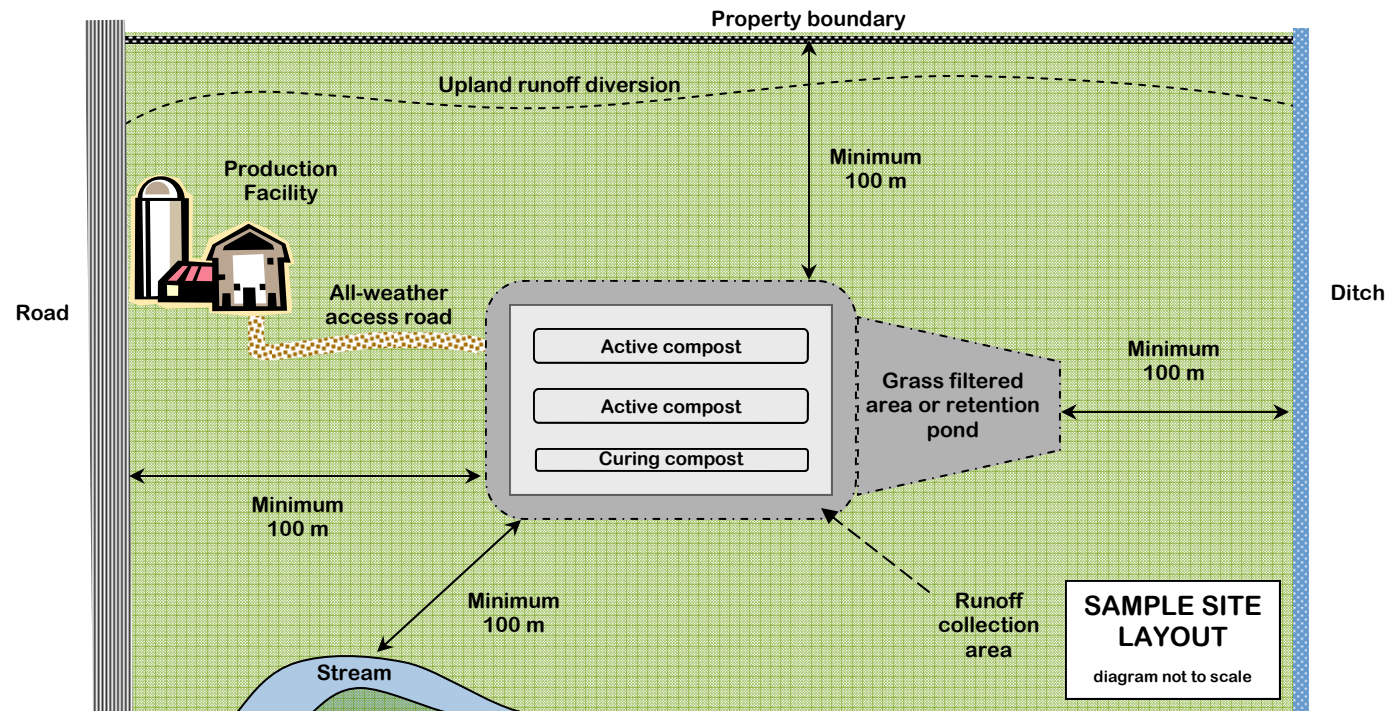 Property boundary
Upland runoff diversion
Minimum
100 m
Production
Facility
All-weather
access road
Road
Ditch
Active compost
Active compost
Curing compost
Grass filtered
area or retention
pond
Minimum
100 m
Minimum
100 m
Minimum
100 m
Runoff
collection
area
Stream
SAMPLE SITE
LAYOUT
diagram not to scale